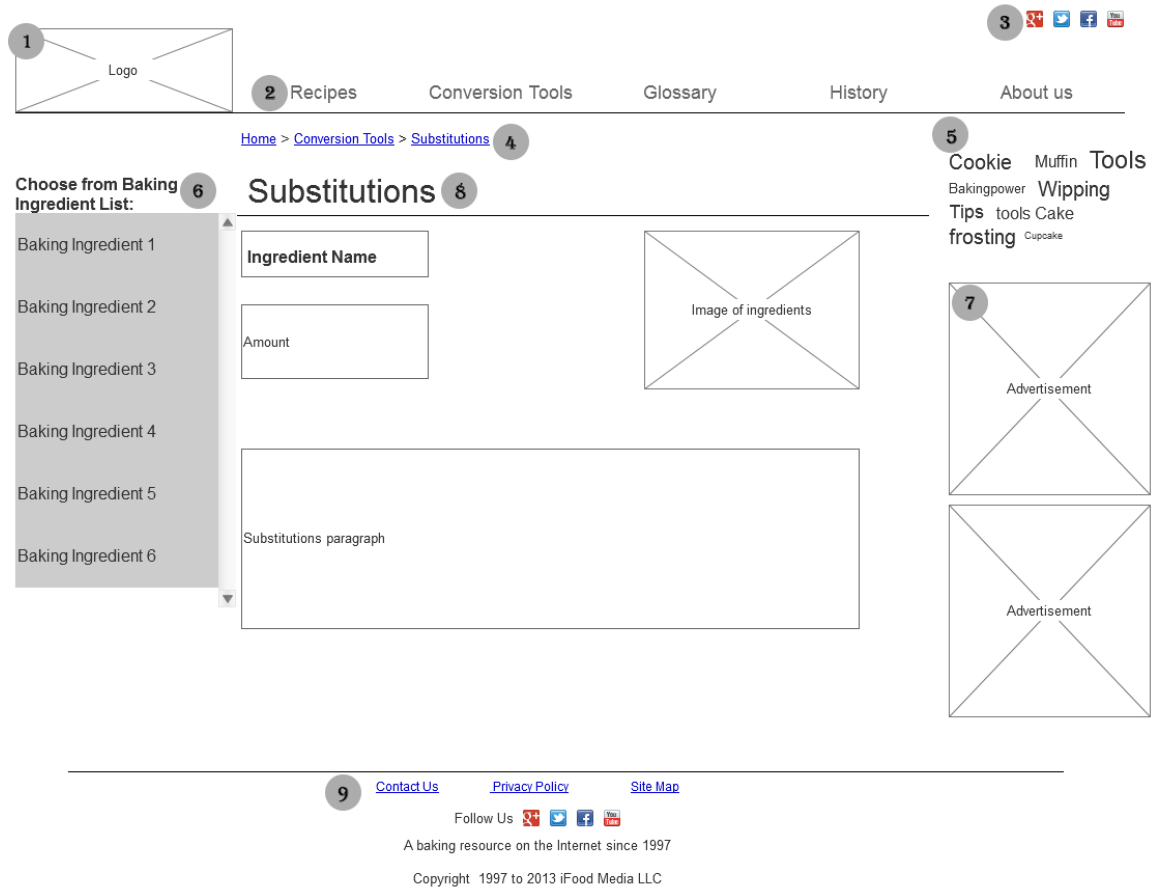 1
Logo
3
2 Recipes Conversion Tools Glossary History About us
Home > Conversion Tools > Substitutions 4
5
Cookie Muffin Tools
Bakingpower Wipping
Tips tools Cake
frosting Cupcake
Choose from Baking
Ingredient List:
6
Baking Ingredient 1
Baking Ingredient 2
Baking Ingredient 3
Baking Ingredient 4
Baking Ingredient 5
Baking Ingredient 6
Substitutions 8
Ingredient Name
Amount
Image of ingredients
Substitutions paragraph
7
Advertisement
Advertisement
9
Contact Us Privacy Policy Site Map
Follow Us
A baking resource on the Internet since 1997
Copyright 1997 to 2013 iFood Media LLC